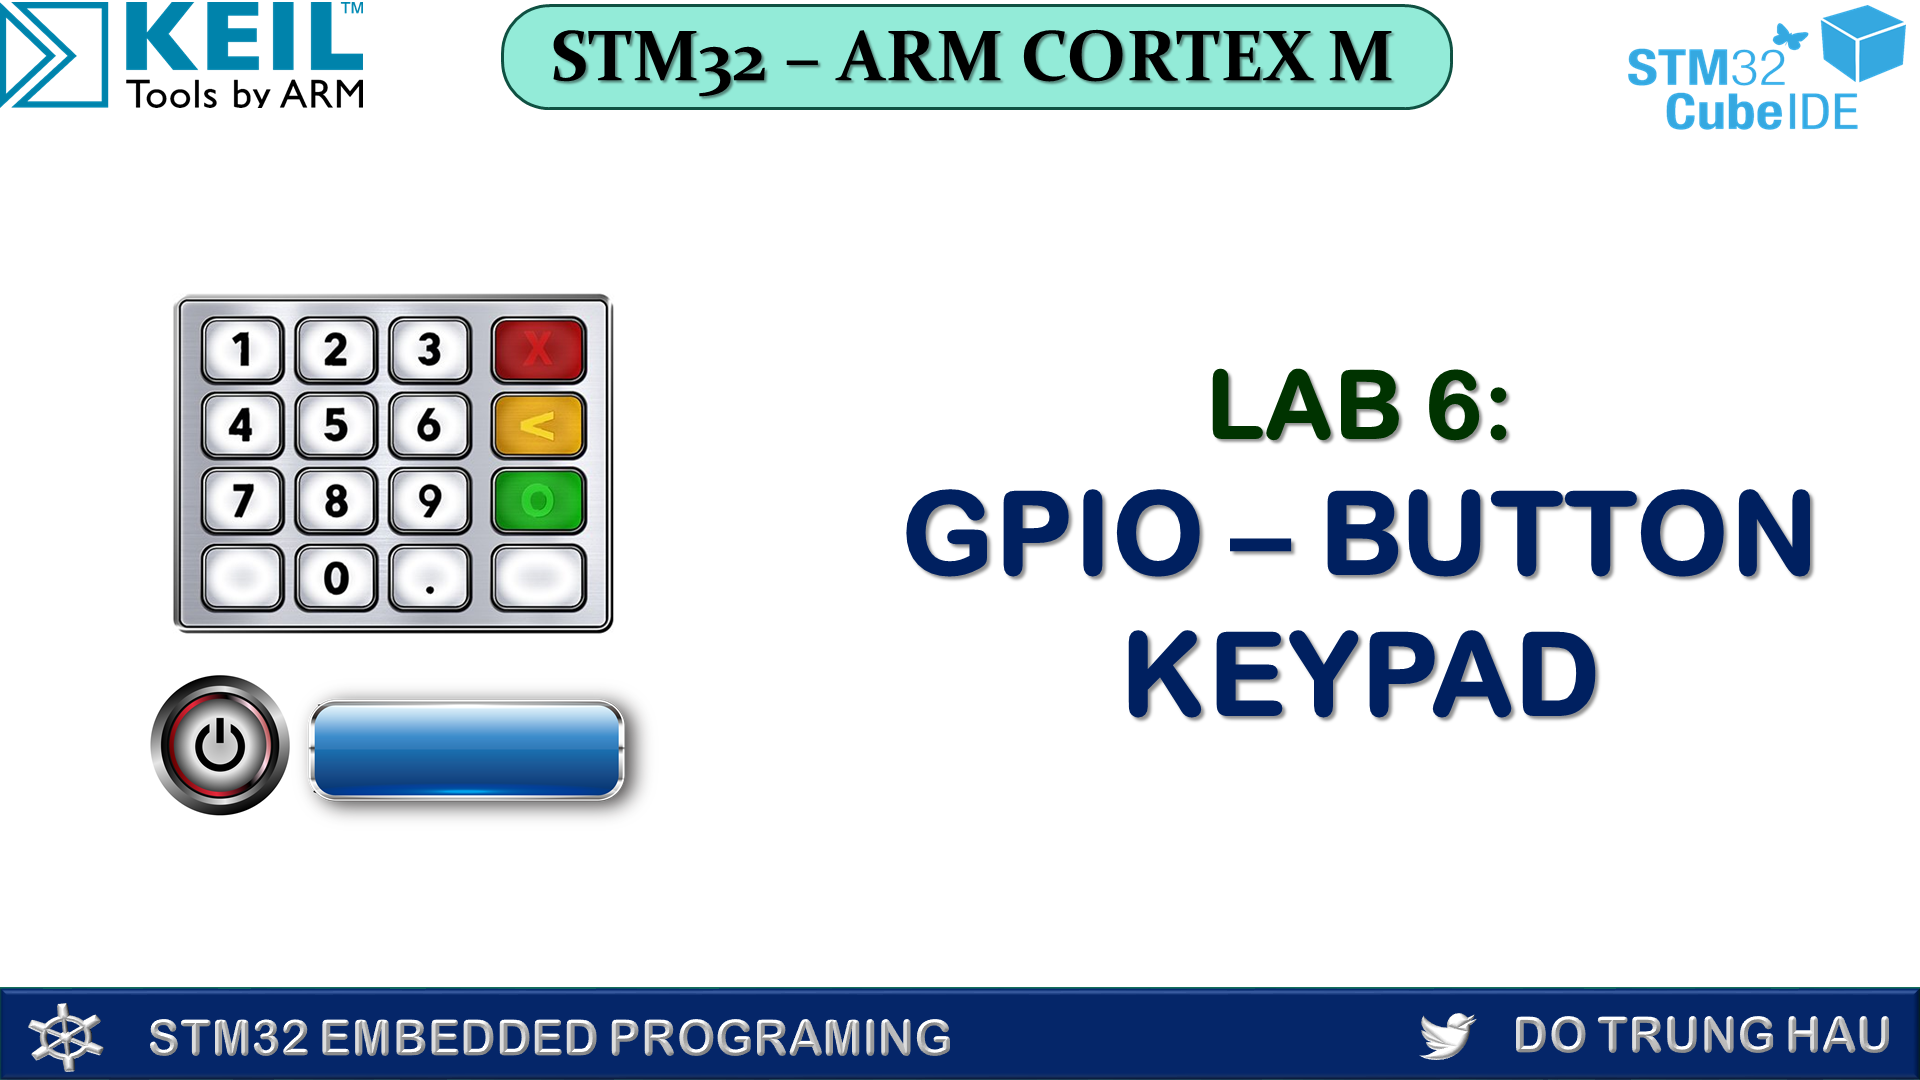 KEIL™
Tools by ARM
STM32 – ARM CORTEX M
STM32
CubeIDE
1 2 3 X
4 5 6 <
7 8 9 O
0 .
LAB 6:
GPIO – BUTTON
KEYPAD
STM32 EMBEDDED PROGRAMING
DO TRUNG HAU